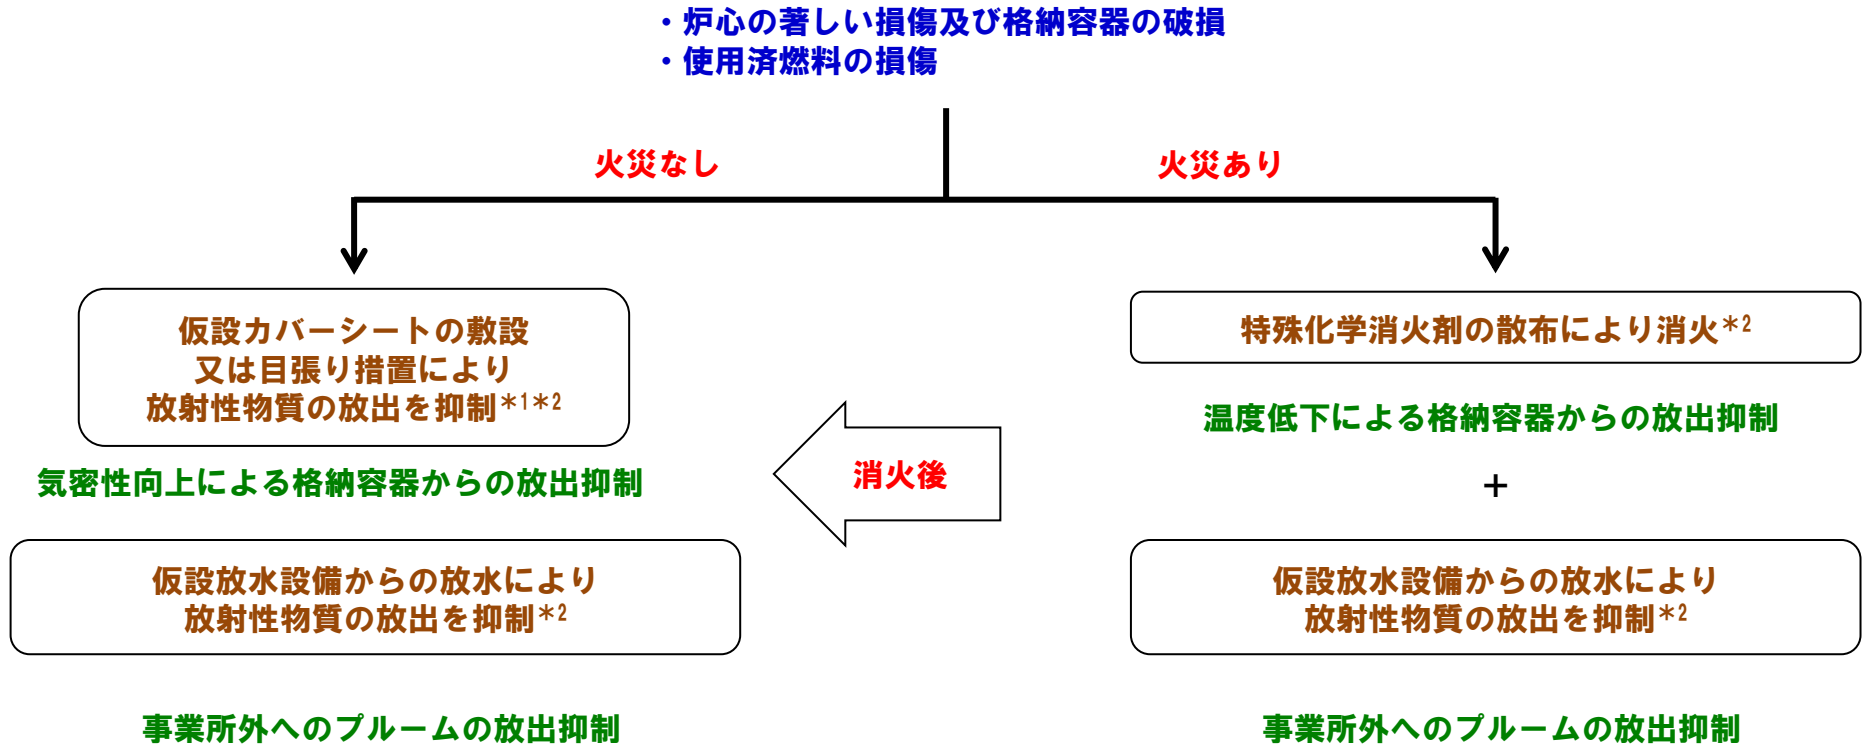 ・炉心の著しい損傷及び格納容器の破損
・使用済燃料の損傷
火災なし
火災あり
仮設カバーシートの敷設
又は目張り措置により
放射性物質の放出を抑制＊1＊2
気密性向上による格納容器からの放出抑制
仮設放水設備からの放水により
放射性物質の放出を抑制＊2
事業所外へのプルームの放出抑制
消火後
特殊化学消火剤の散布により消火＊2
温度低下による格納容器からの放出抑制
＋
仮設放水設備からの放水により
放射性物質の放出を抑制＊2
事業所外へのプルームの放出抑制